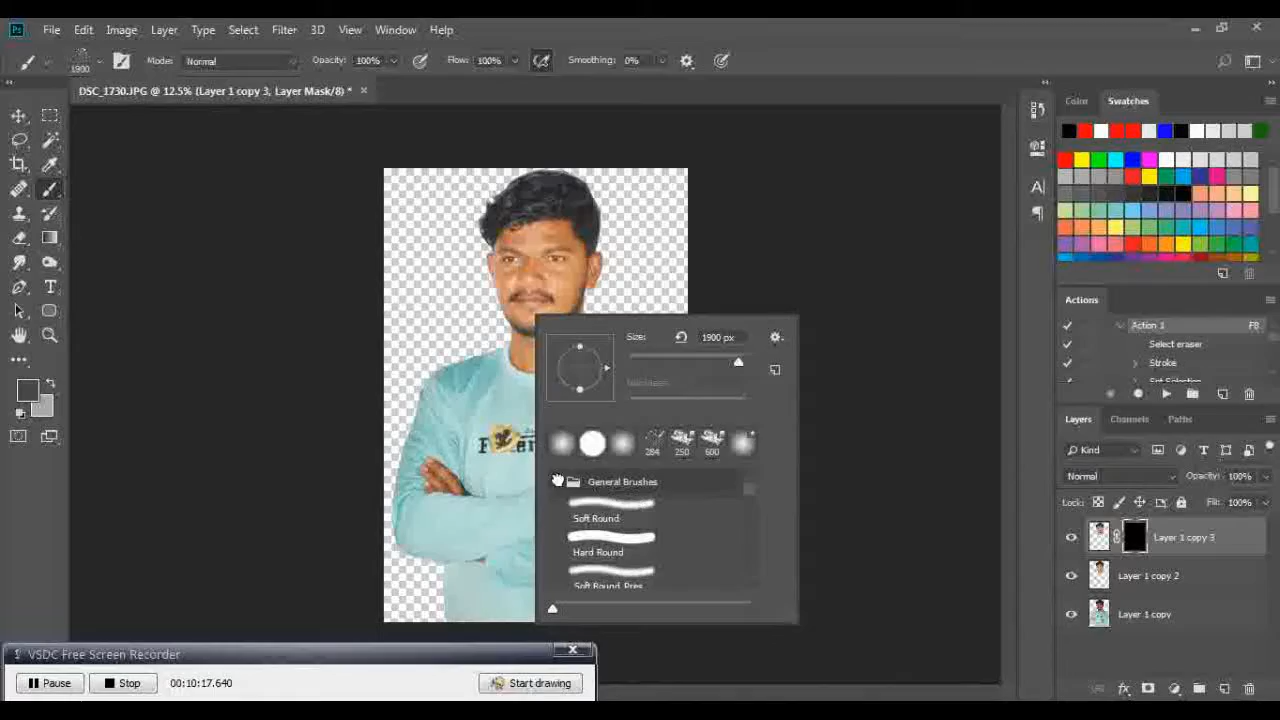 Ps File Edit Image Layer Type Select Filter 3D View Window Help
1900 Mode: Normal Opacity: 100% Flow: 100% Smoothing: 0%
DSC_1730.JPG @ 12.5% (Layer 1 copy 3, Layer Mask/8) * ×
Color Swatches
Actions
Action 1 F8
Select eraser
Stroke
Set Selection
Size: 1900 px
Hardness:
284 250 600
General Brushes
Soft Round
Hard Round
Soft Round Pres
Layers Channels Paths
Kind
Normal Opacity: 100%
Lock: Fill: 100%
Layer 1 copy 3
Layer 1 copy 2
Layer 1 copy
VSDC Free Screen Recorder
Pause Stop 00:10:17.640 Start drawing